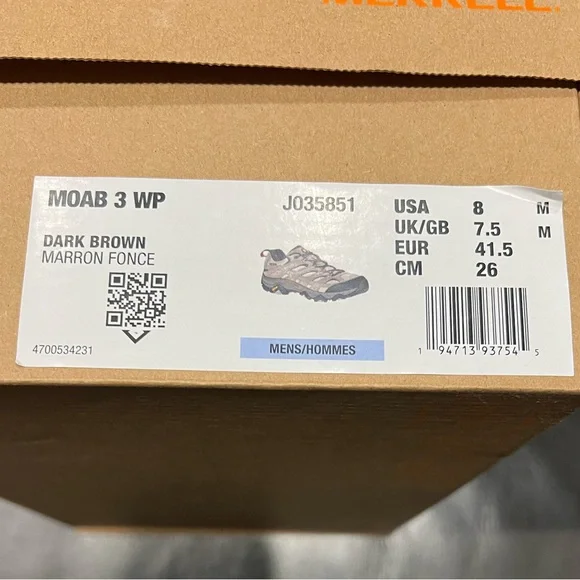 MERRELL
MOAB 3 WP
J035851
DARK BROWN
MARRON FONCE
4700534231
MENS/HOMMES
USA 8 M
UK/GB 7.5 M
EUR 41.5
CM 26
1 94713 93754 5